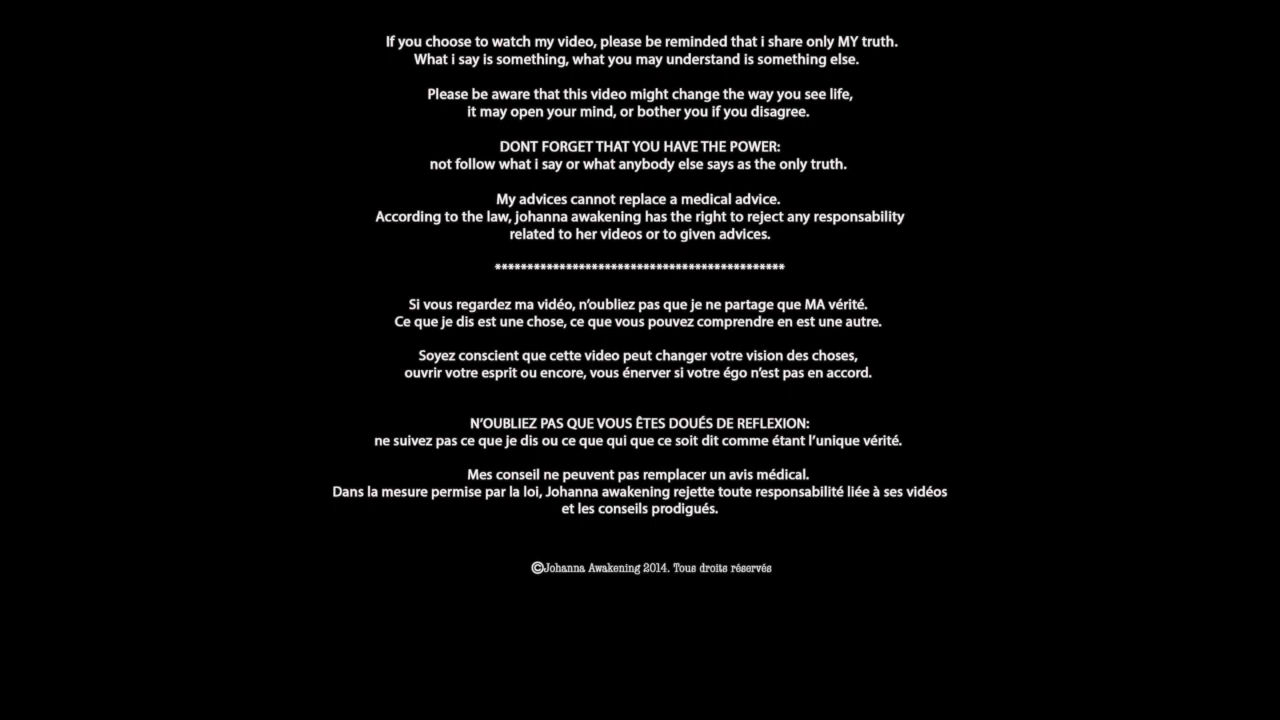 If you choose to watch my video, please be reminded that i share only MY truth.
What i say is something, what you may understand is something else.
Please be aware that this video might change the way you see life,
it may open your mind, or bother you if you disagree.
DONT FORGET THAT YOU HAVE THE POWER:
not follow what i say or what anybody else says as the only truth.
My advices cannot replace a medical advice.
According to the law, johanna awakening has the right to reject any responsability
related to her videos or to given advices.
*********************************************
Si vous regardez ma vidéo, n’oubliez pas que je ne partage que MA vérité.
Ce que je dis est une chose, ce que vous pouvez comprendre en est une autre.
Soyez conscient que cette video peut changer votre vision des choses,
ouvrir votre esprit ou encore, vous énerver si votre égo n’est pas en accord.
N’OUBLIEZ PAS QUE VOUS ÊTES DOUÉS DE REFLEXION:
ne suivez pas ce que je dis ou ce que qui que ce soit dit comme étant l’unique vérité.
Mes conseil ne peuvent pas remplacer un avis médical.
Dans la mesure permise par la loi, Johanna awakening rejette toute responsabilité liée à ses vidéos
et les conseils prodigués.
©Johanna Awakening 2014. Tous droits réservés